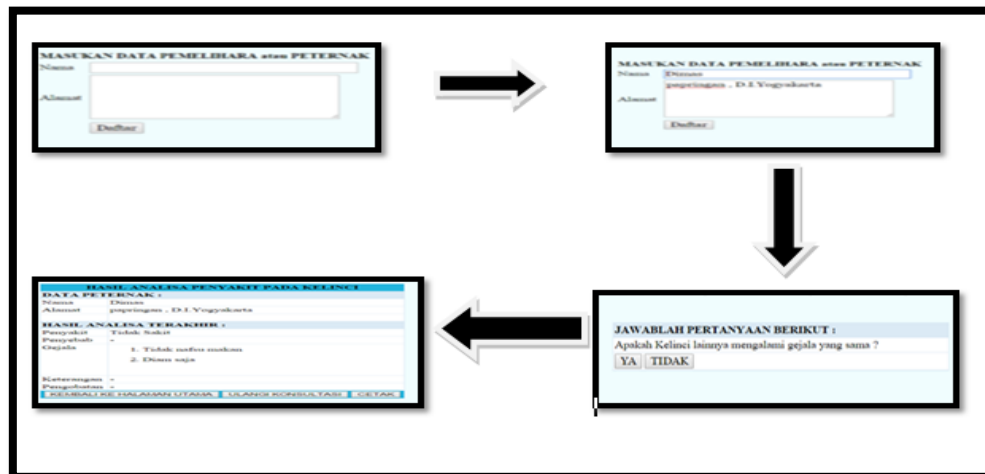 MASUKAN DATA PEMELIHARA atau PETERNAK
Nama
Alamat
Daftar
MASUKAN DATA PEMELIHARA atau PETERNAK
Nama Dimas
Alamat papringan , D.I.Yogyakarta
Daftar
JAWABLAH PERTANYAAN BERIKUT :
Apakah Kelinci lainnya mengalami gejala yang sama ?
YA TIDAK
HASIL ANALISA PENYAKIT PADA KELINCI
DATA PETERNAK :
Nama Dimas
Alamat papringan , D.I.Yogyakarta
HASIL ANALISA TERAKHIR :
Penyakit Tidak Sakit
Penyebab -
Gejala
1. Tidak nafsu makan
2. Diam saja
Keterangan -
Pengobatan -
KEMBALI KE HALAMAN UTAMA ULANGI KONSULTASI CETAK